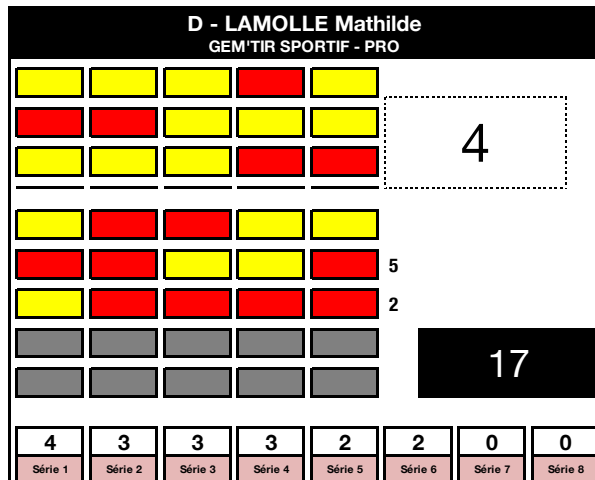 D - LAMOLLE Mathilde
GEM'TIR SPORTIF - PRO
4
5
2
17
4 3 3 3 2 2 0 0
Série 1 Série 2 Série 3 Série 4 Série 5 Série 6 Série 7 Série 8